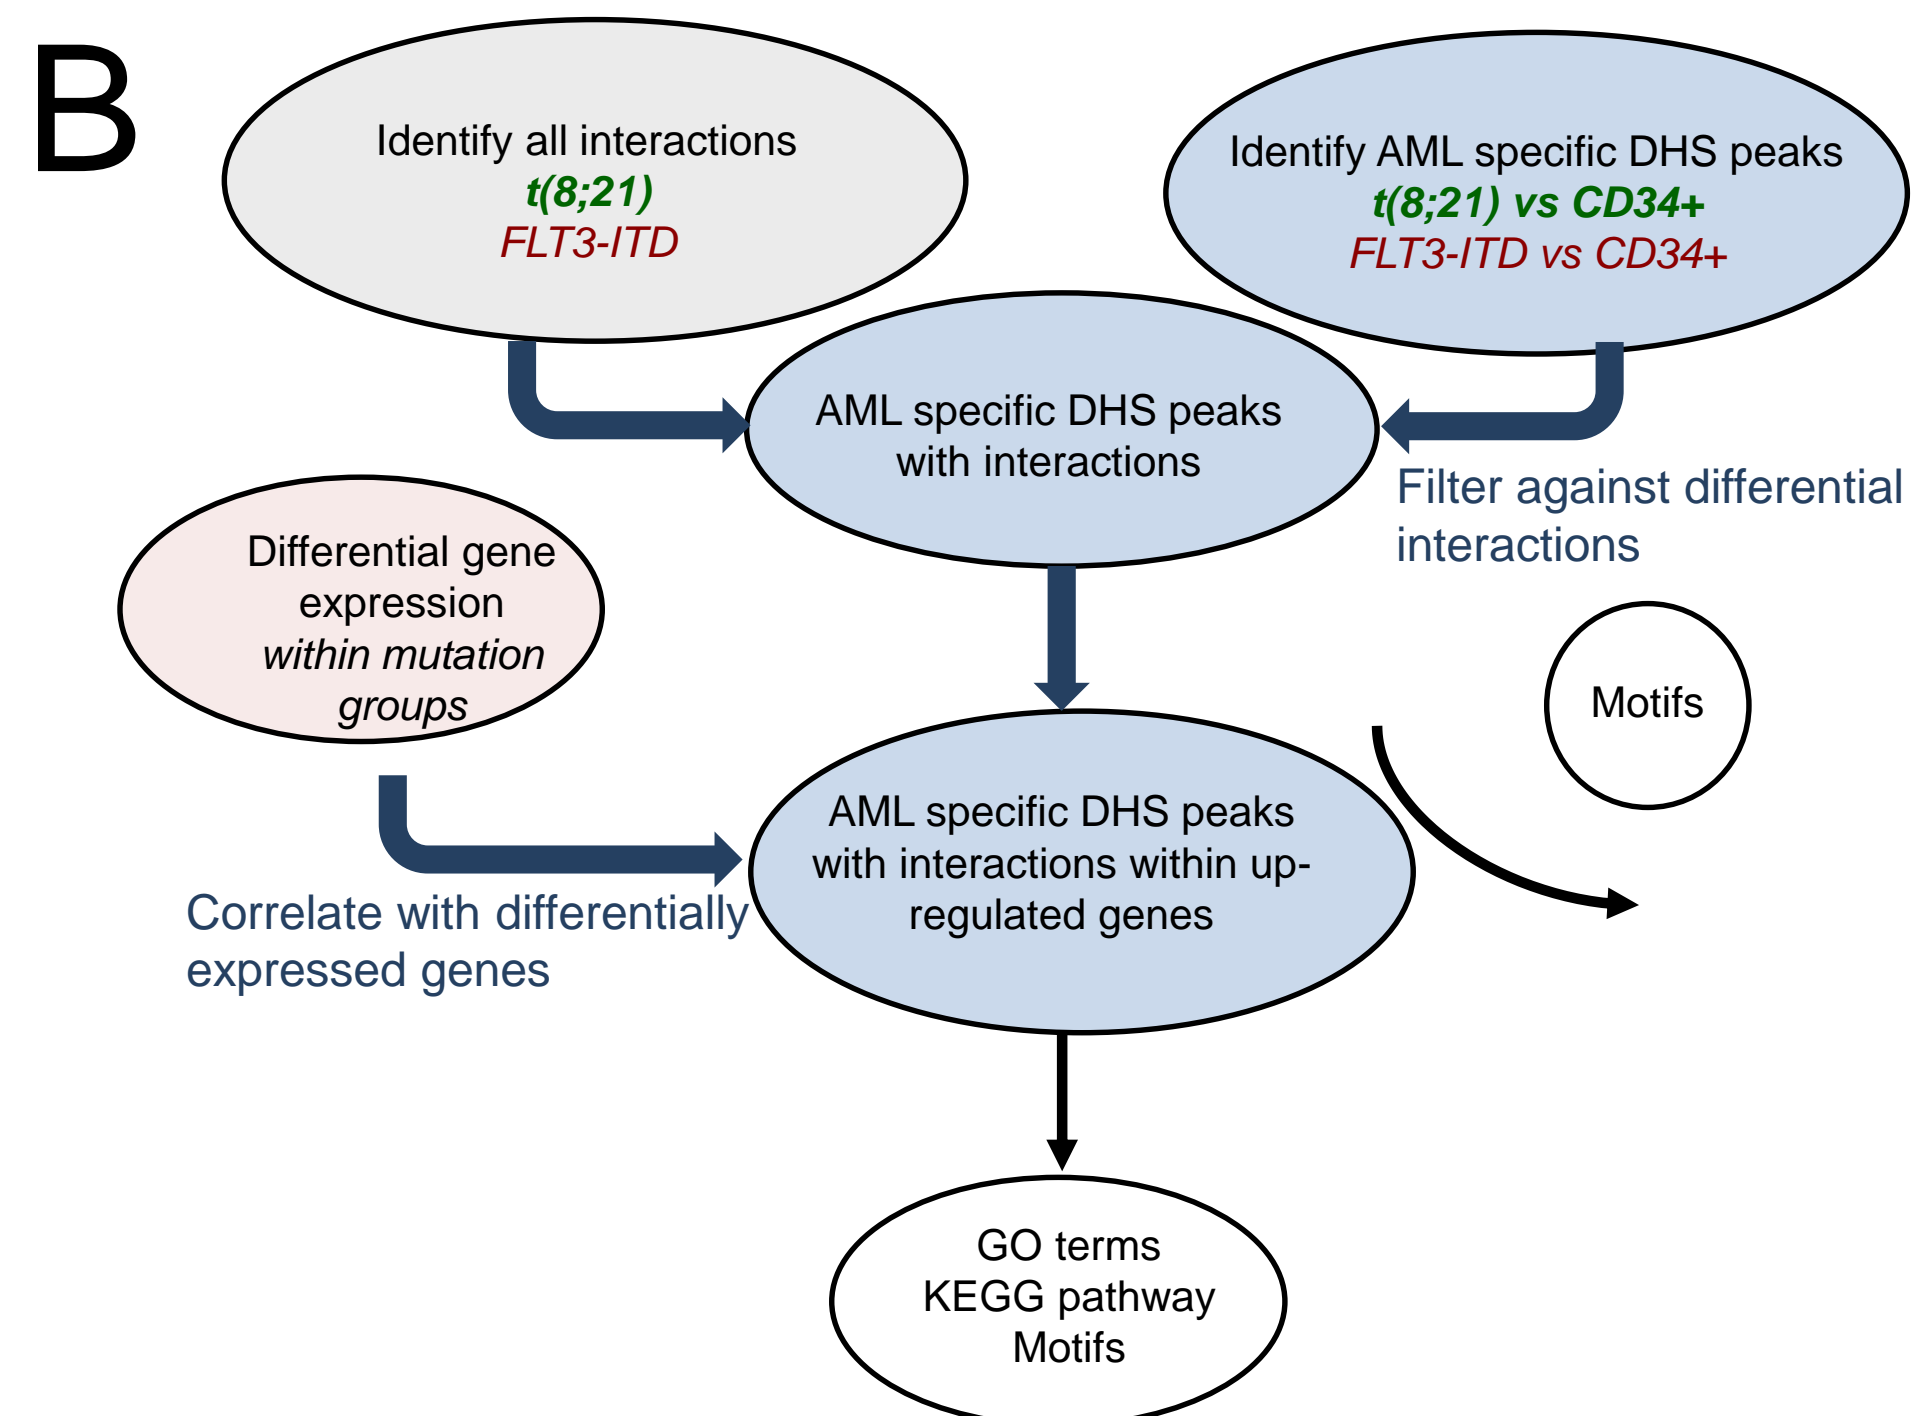 B
Identify all interactions
t(8;21)
FLT3-ITD
Identify AML specific DHS peaks
t(8;21) vs CD34+
FLT3-ITD vs CD34+
AML specific DHS peaks
with interactions
Filter against differential
interactions
Differential gene
expression
within mutation
groups
Motifs
AML specific DHS peaks
with interactions within up-
regulated genes
Correlate with differentially
expressed genes
GO terms
KEGG pathway
Motifs